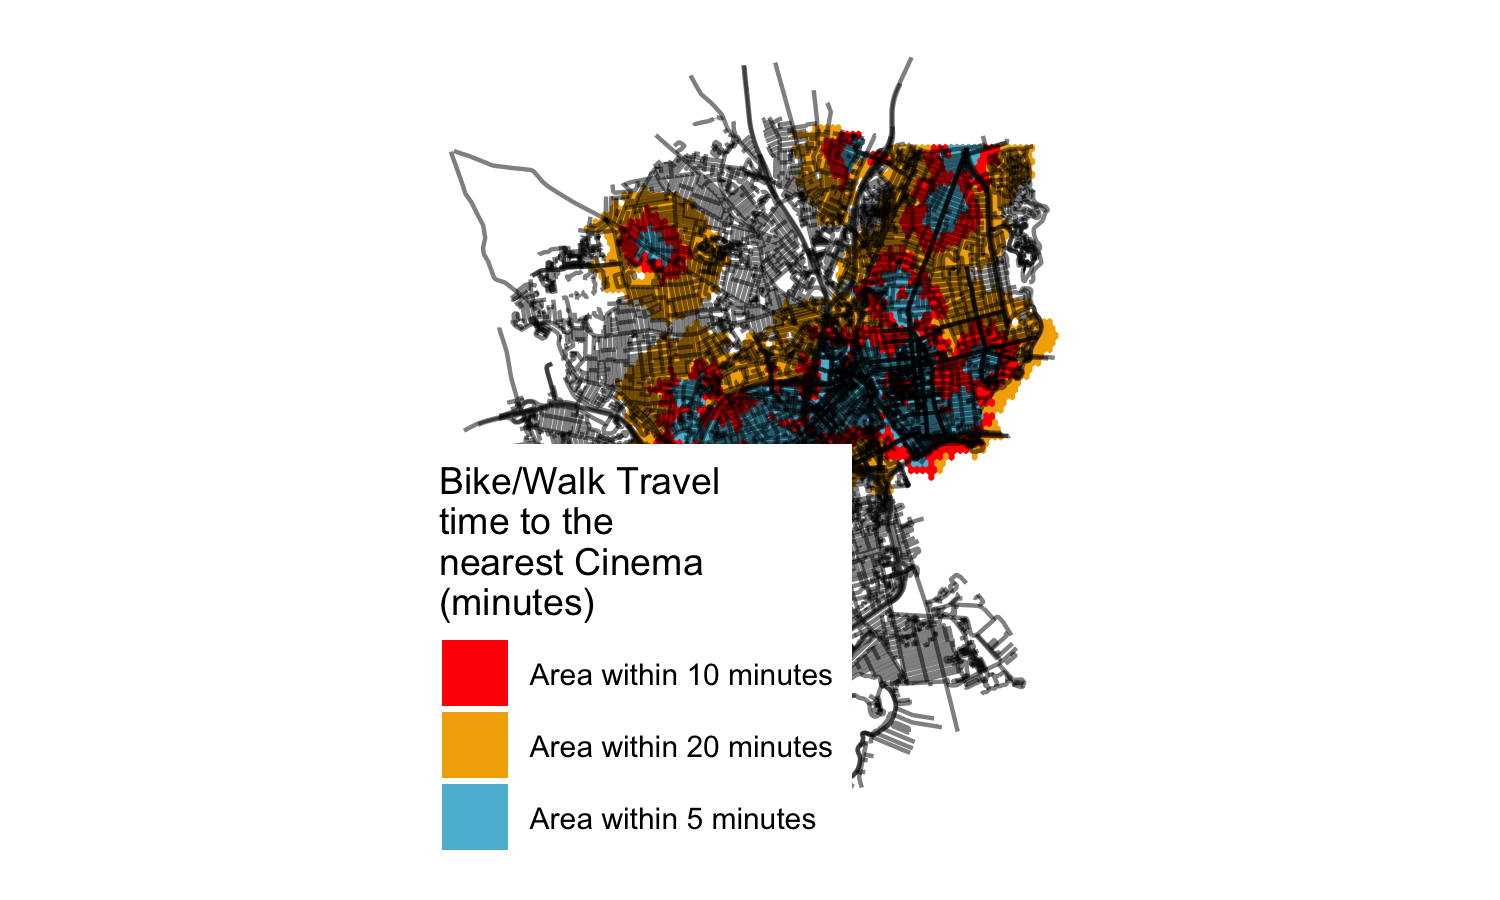 Bike/Walk Travel
time to the
nearest Cinema
(minutes)
Area within 10 minutes
Area within 20 minutes
Area within 5 minutes